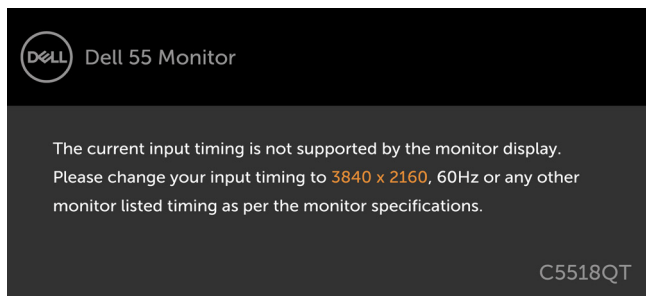 DELL Dell 55 Monitor
The current input timing is not supported by the monitor display.
Please change your input timing to 3840 x 2160, 60Hz or any other
monitor listed timing as per the monitor specifications.
C5518QT